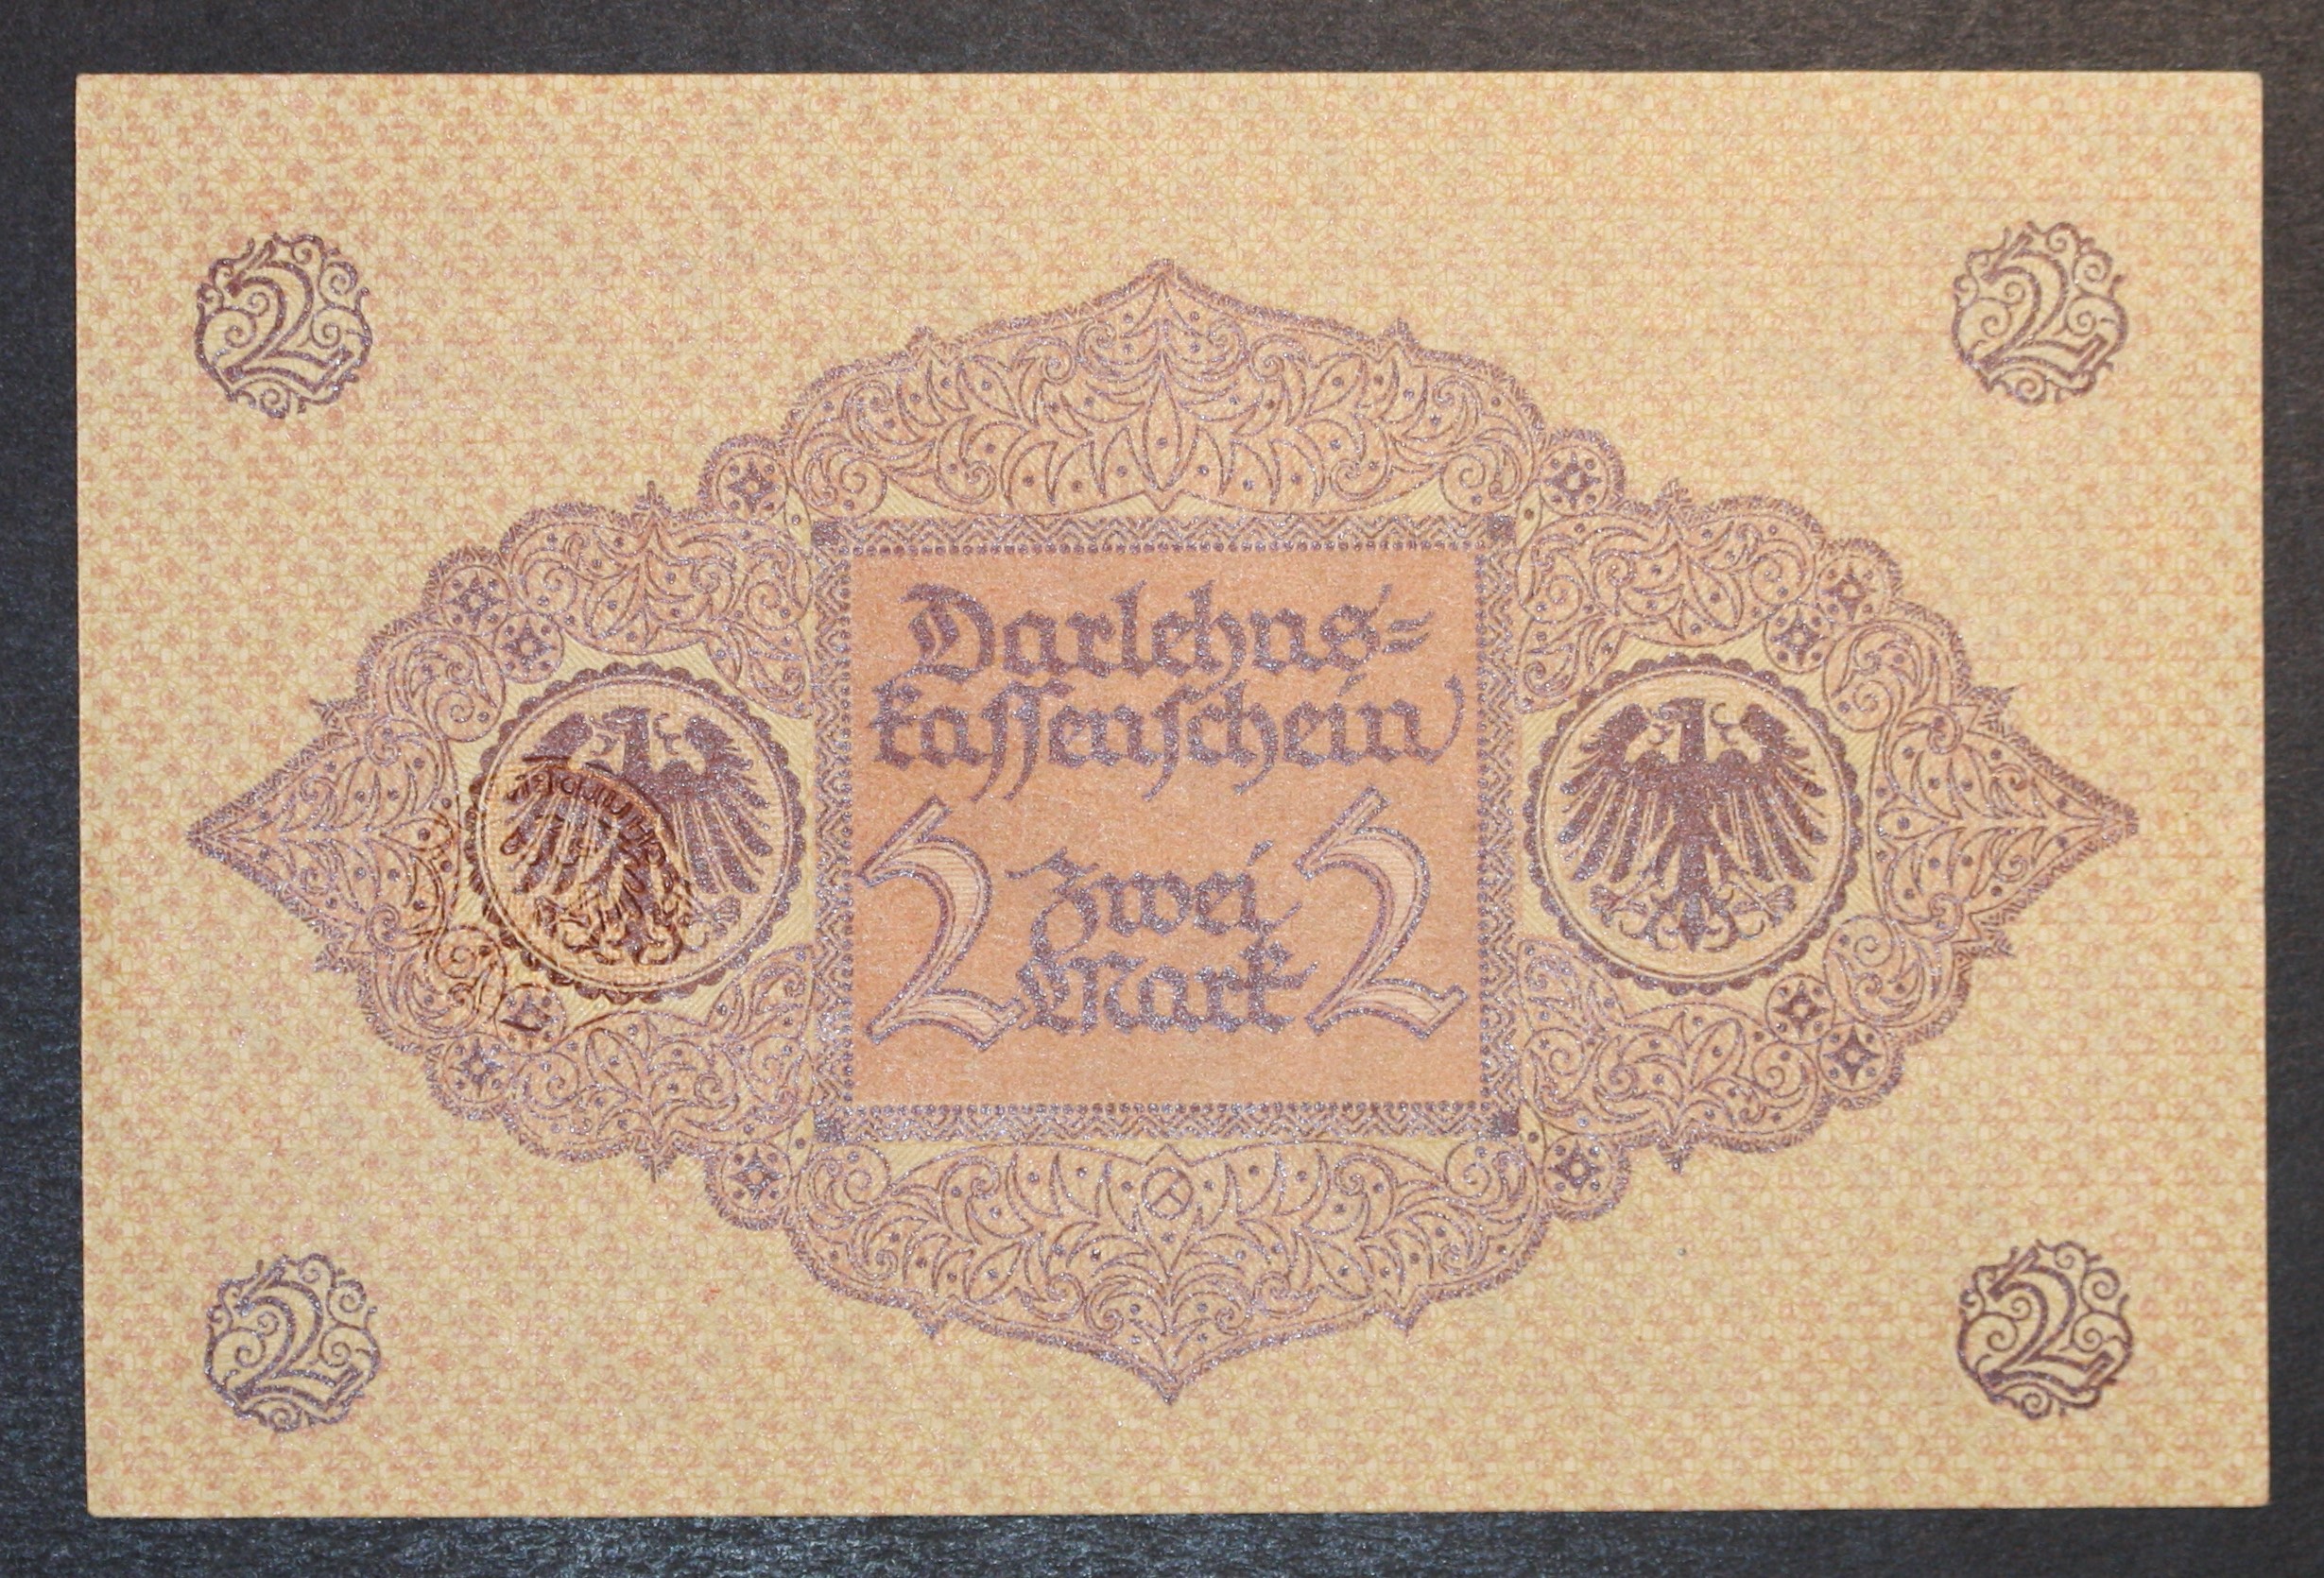 2 2
Darlehns=
kassenschein
2 Zwei 2
Mark
2 2